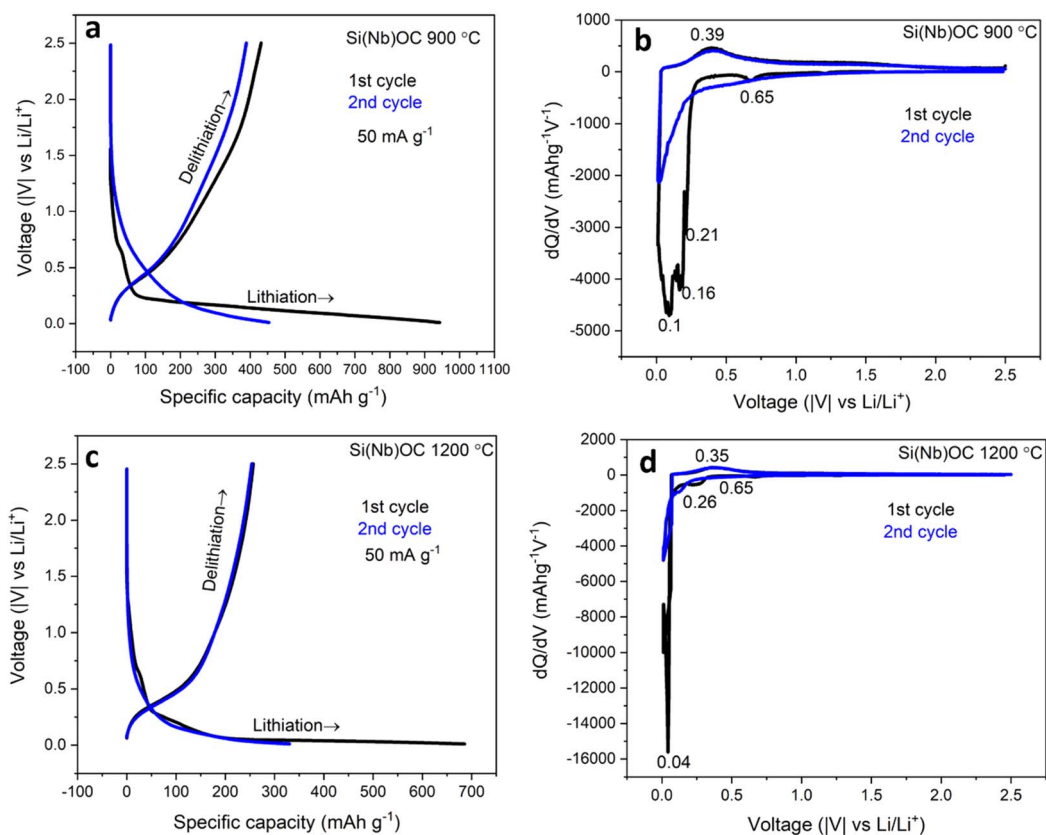 a
Si(Nb)OC 900 °C
1st cycle
2nd cycle
50 mA g⁻¹
Delithiation→
Lithiation→
2.5
2.0
1.5
1.0
0.5
0.0
-100 0 100 200 300 400 500 600 700 800 900 1000 1100
Voltage (|V| vs Li/Li⁺)
Specific capacity (mAh g⁻¹)
b
Si(Nb)OC 900 °C
0.39
0.65
1st cycle
2nd cycle
0.21
0.16
0.1
1000
0
-1000
-2000
-3000
-4000
-5000
0.0 0.5 1.0 1.5 2.0 2.5
dQ/dV (mAhg⁻¹V⁻¹)
Voltage (|V| vs Li/Li⁺)
c
Si(Nb)OC 1200 °C
1st cycle
2nd cycle
50 mA g⁻¹
Delithiation→
Lithiation→
2.5
2.0
1.5
1.0
0.5
0.0
-100 0 100 200 300 400 500 600 700
Voltage (|V| vs Li/Li⁺)
Specific capacity (mAh g⁻¹)
d
Si(Nb)OC 1200 °C
0.35
0.65
0.26
1st cycle
2nd cycle
0.04
2000
0
-2000
-4000
-6000
-8000
-10000
-12000
-14000
-16000
0.0 0.5 1.0 1.5 2.0 2.5
dQ/dV (mAhg⁻¹V⁻¹)
Voltage (|V| vs Li/Li⁺)